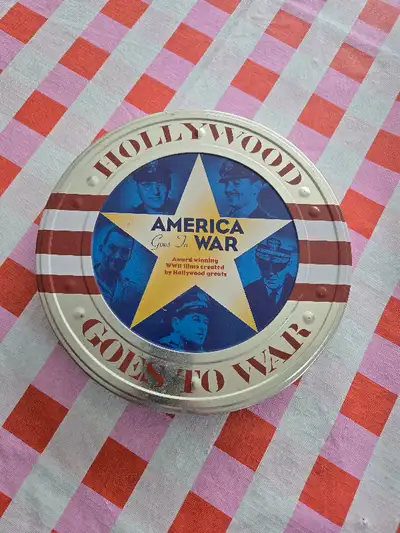 HOLLYWOOD
AMERICA
Goes To WAR
Award winning
WWII films created
by Hollywood greats
GOES TO WAR